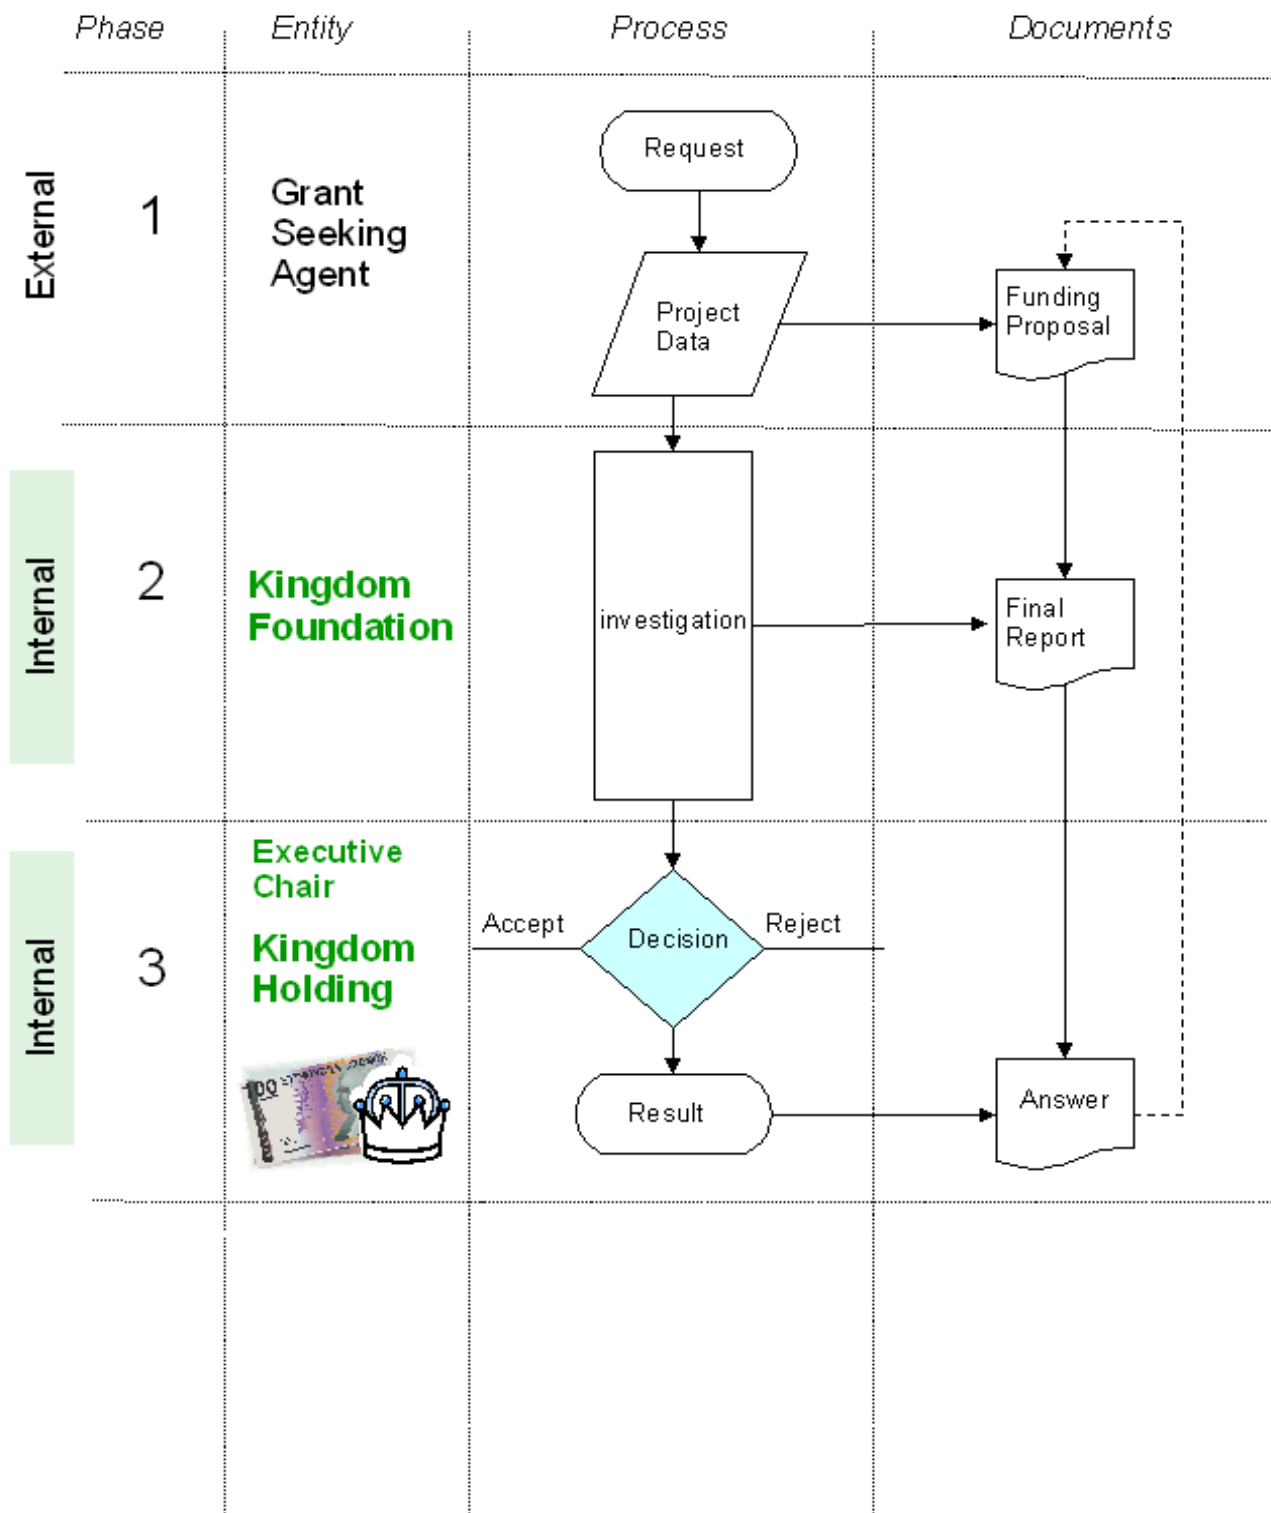 Phase
Entity
Process
Documents
External
1
Grant
Seeking
Agent
Request
Project
Data
Funding
Proposal
Internal
2
Kingdom
Foundation
investigation
Final
Report
Internal
3
Executive
Chair
Kingdom
Holding
100
Accept
Decision
Reject
Result
Answer